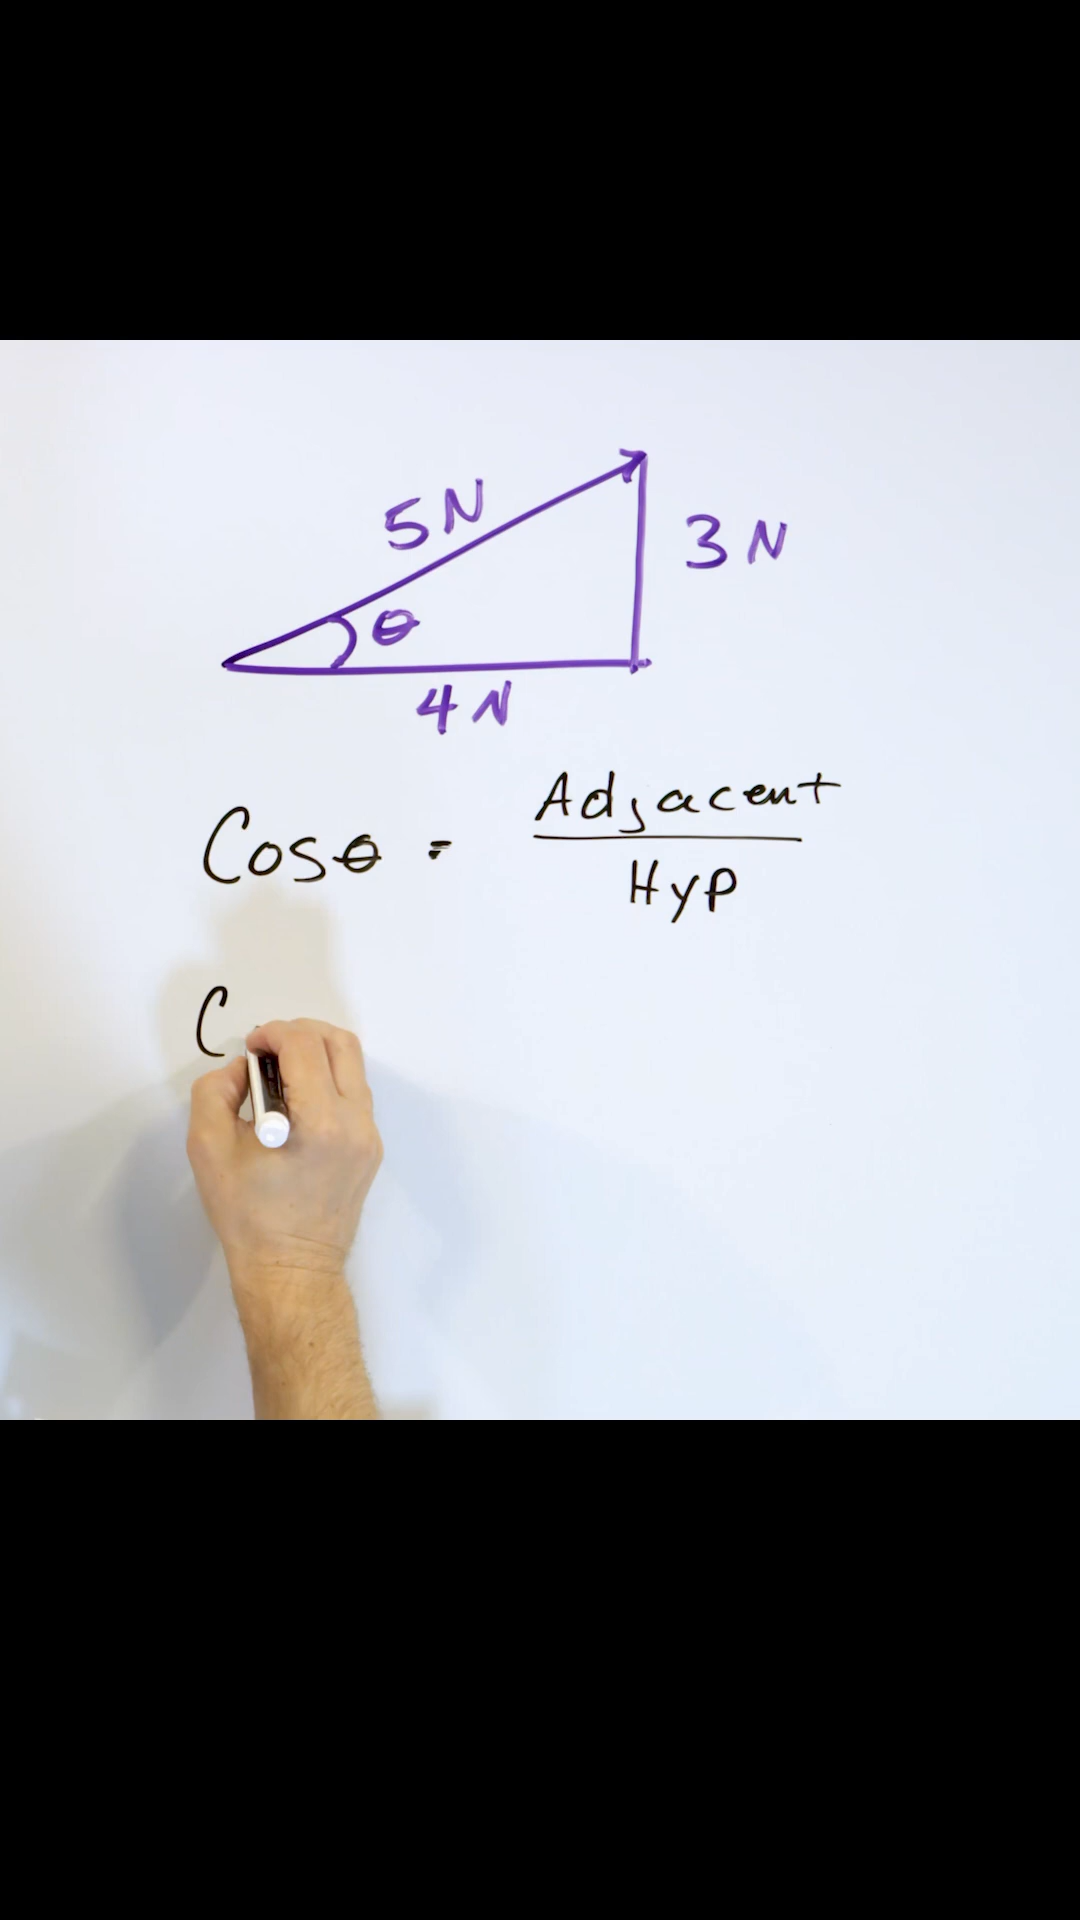 5N
3N
θ
4N
Cosθ = Adjacent
Hyp
C